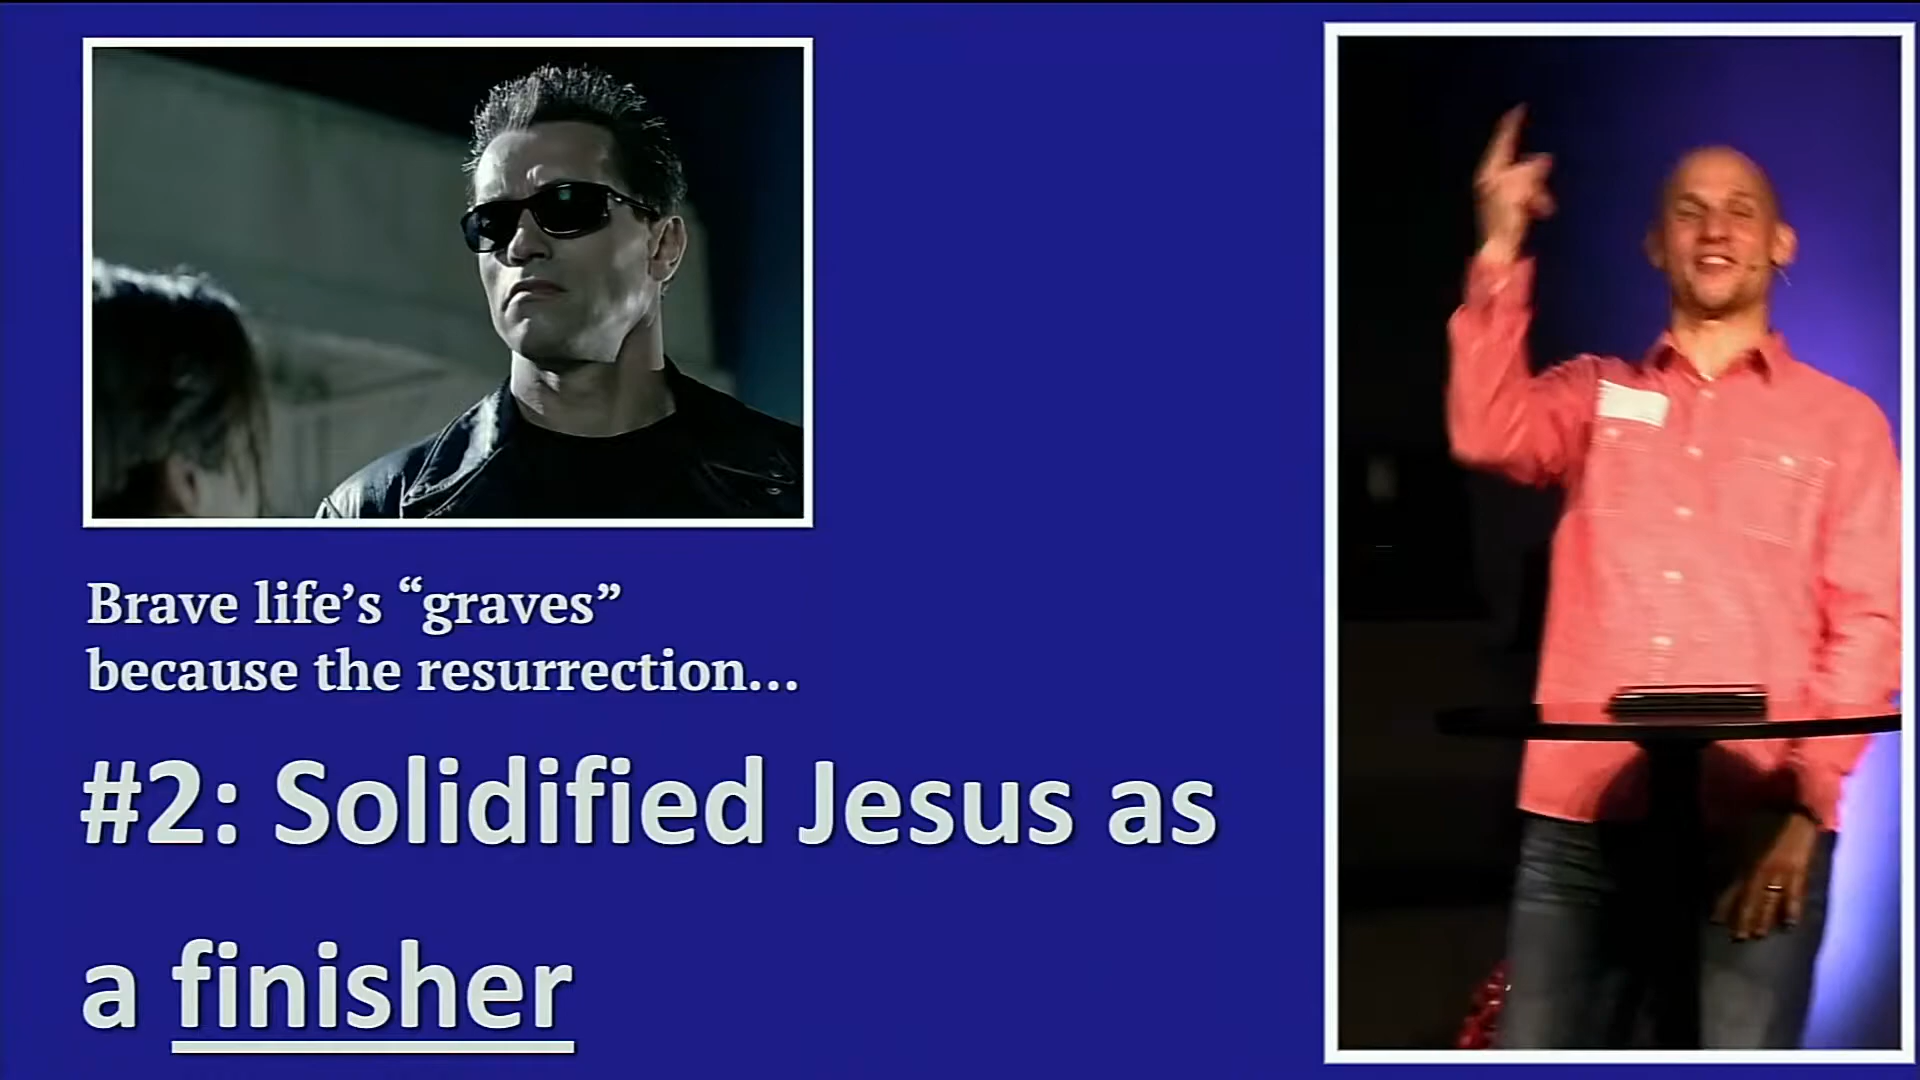 Brave life’s “graves”
because the resurrection...
#2: Solidified Jesus as
a finisher